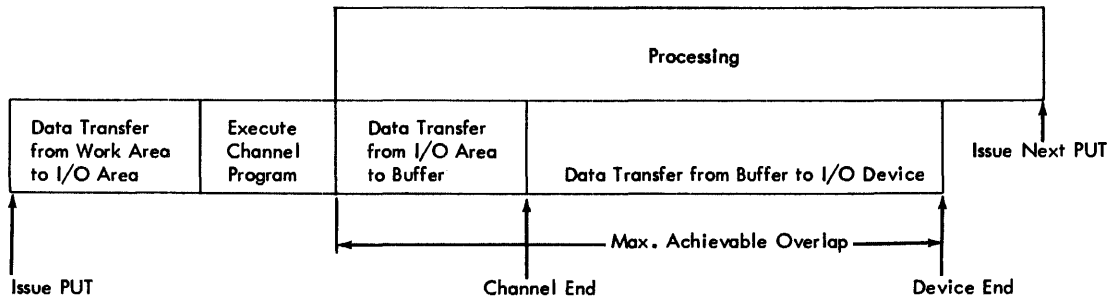 Processing
Data Transfer
from Work Area
to I/O Area
Execute
Channel
Program
Data Transfer
from I/O Area
to Buffer
Data Transfer from Buffer to I/O Device
Issue Next PUT
Max. Achievable Overlap
Issue PUT
Channel End
Device End